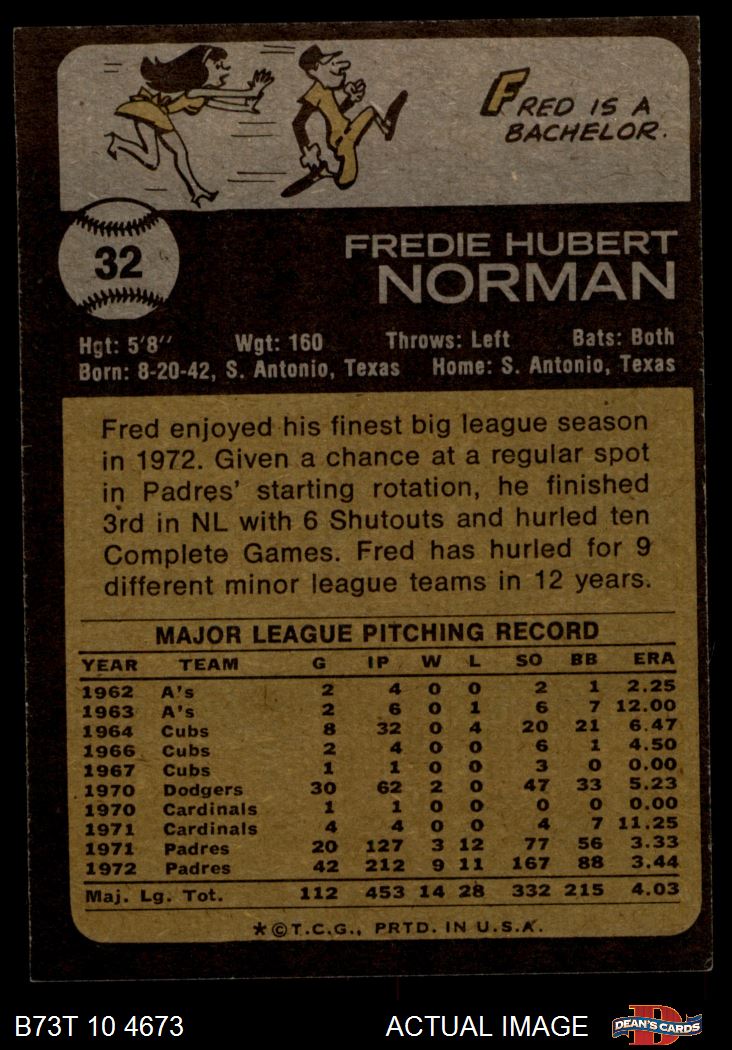 FRED IS A
BACHELOR.
32
FREDIE HUBERT
NORMAN
Hgt: 5'8" Wgt: 160 Throws: Left Bats: Both
Born: 8-20-42, S. Antonio, Texas Home: S. Antonio, Texas
Fred enjoyed his finest big league season
in 1972. Given a chance at a regular spot
in Padres' starting rotation, he finished
3rd in NL with 6 Shutouts and hurled ten
Complete Games. Fred has hurled for 9
different minor league teams in 12 years.
MAJOR LEAGUE PITCHING RECORD
YEAR TEAM G IP W L SO BB ERA
1962 A's 2 4 0 0 2 1 2.25
1963 A's 2 6 0 1 6 7 12.00
1964 Cubs 8 32 0 4 20 21 6.47
1966 Cubs 2 4 0 0 6 1 4.50
1967 Cubs 1 1 0 0 3 0 0.00
1970 Dodgers 30 62 2 0 47 33 5.23
1970 Cardinals 1 1 0 0 0 0 0.00
1971 Cardinals 4 4 0 0 4 7 11.25
1971 Padres 20 127 3 12 77 56 3.33
1972 Padres 42 212 9 11 167 88 3.44
Maj. Lg. Tot. 112 453 14 28 332 215 4.03
*©T.C.G., PRTD. IN U.S.A.
B73T 10 4673 ACTUAL IMAGE D DEAN'S CARDS